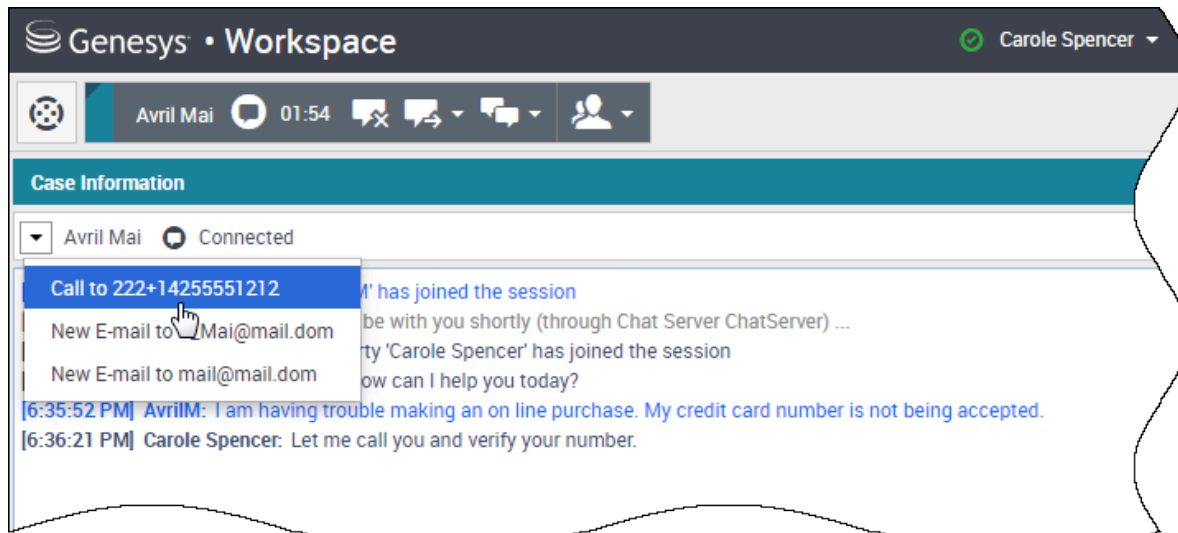 Genesys • Workspace
Carole Spencer
Avril Mai 01:54
Case Information
Avril Mai Connected
Call to 222+14255551212
New E-mail to Mai@mail.dom
New E-mail to mail@mail.dom
M' has joined the session
be with you shortly (through Chat Server ChatServer) ...
rty 'Carole Spencer' has joined the session
ow can I help you today?
[6:35:52 PM] AvrilM: I am having trouble making an on line purchase. My credit card number is not being accepted.
[6:36:21 PM] Carole Spencer: Let me call you and verify your number.